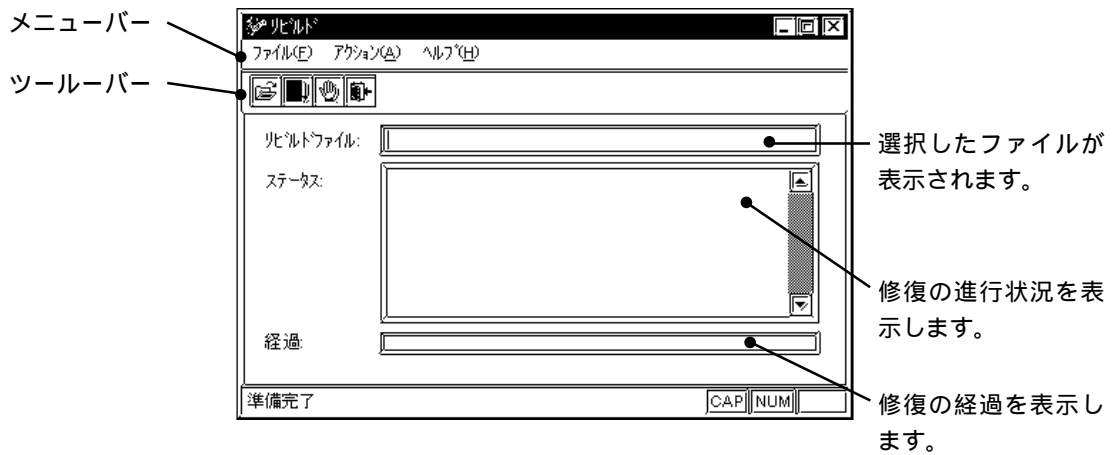 メニューバー
ツールーバー
ﾘﾋﾞﾙﾄﾞ
ﾌｧｲﾙ(F) ｱｸｼｮﾝ(A) ﾍﾙﾌﾟ(H)
ﾘﾋﾞﾙﾄﾞﾌｧｲﾙ:
ｽﾃｰﾀｽ:
経過:
準備完了 CAP NUM
選択したファイルが
表示されます。
修復の進行状況を表
示します。
修復の経過を表示し
ます。